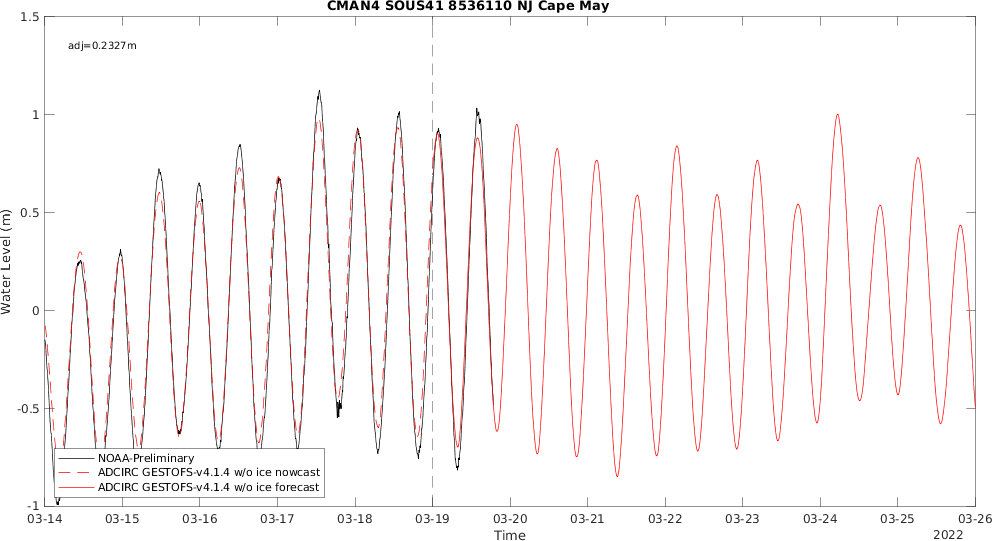 CMAN4 SOUS41 8536110 NJ Cape May
adj=0.2327m
1.5
1
0.5
0
-0.5
-1
Water Level (m)
NOAA-Preliminary
ADCIRC GESTOFS-v4.1.4 w/o ice nowcast
ADCIRC GESTOFS-v4.1.4 w/o ice forecast
03-14 03-15 03-16 03-17 03-18 03-19 03-20 03-21 03-22 03-23 03-24 03-25 03-26
Time
2022